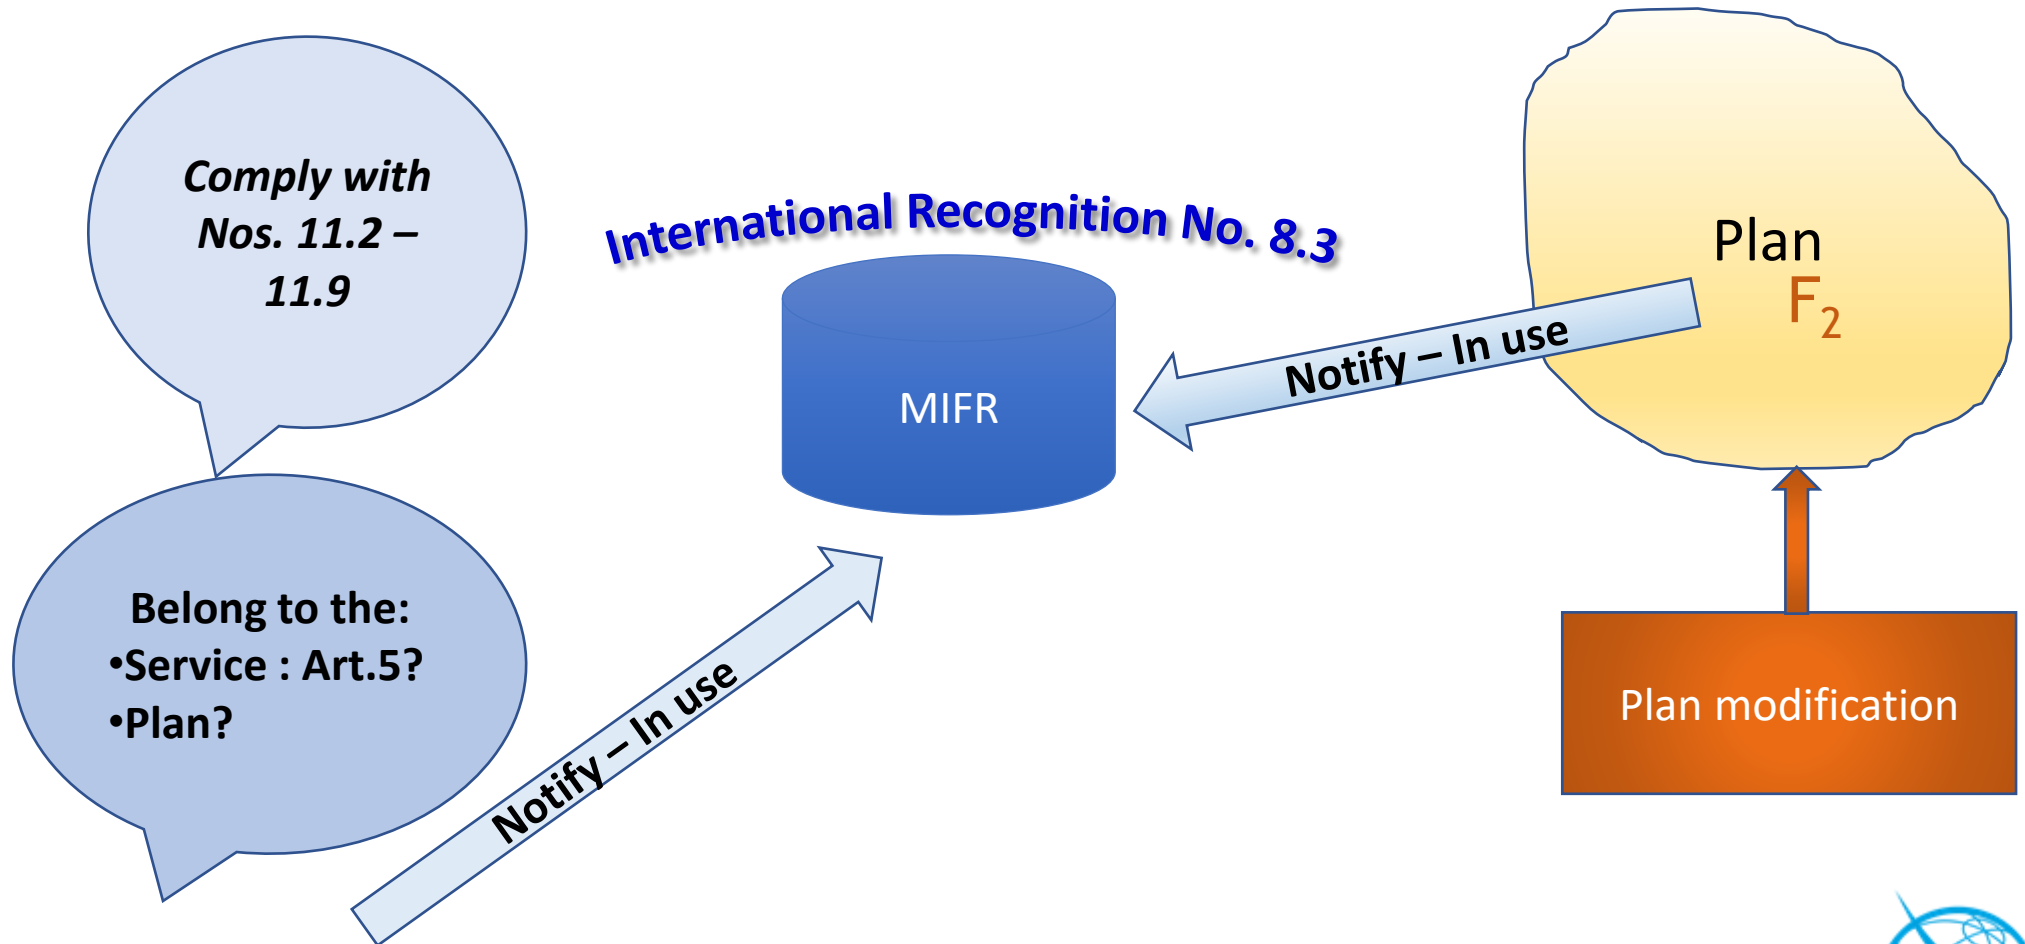 Comply with
Nos. 11.2 –
11.9
International Recognition No. 8.3
Plan
F₂
Notify – In use
MIFR
Belong to the:
•Service : Art.5?
•Plan?
Notify – In use
Plan modification